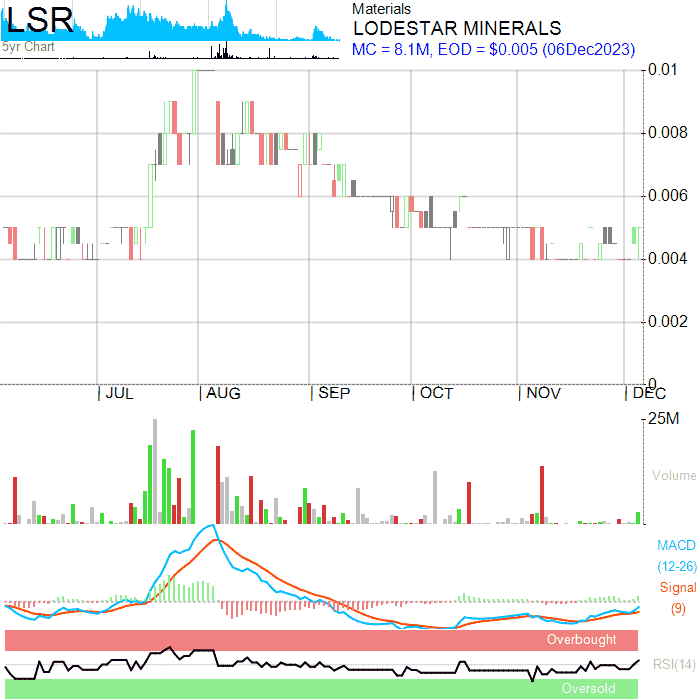 LSR
5yr Chart
Materials
LODESTAR MINERALS
MC = 8.1M, EOD = $0.005 (06Dec2023)
0.01
0.008
0.006
0.004
0.002
0
JUL
AUG
SEP
OCT
NOV
DEC
25M
Volume
MACD
(12-26)
Signal
(9)
Overbought
RSI(14)
Oversold